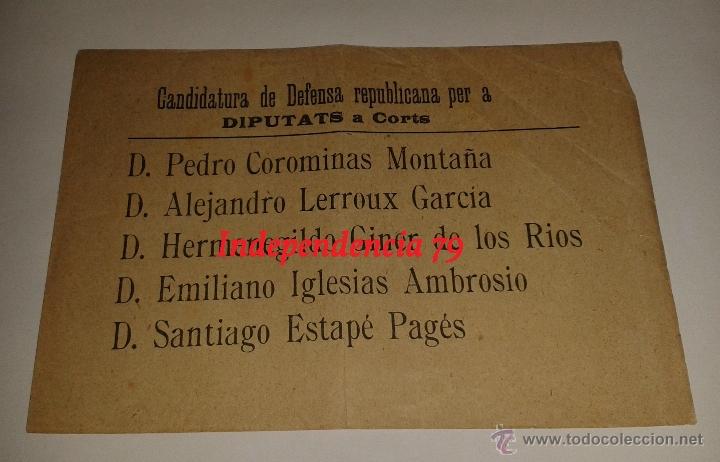 Candidatura de Defensa republicana per a
DIPUTATS a Corts
D. Pedro Corominas Montaña
D. Alejandro Lerroux García
D. Hermenegildo Giner de los Rios
Independencia 79
D. Emiliano Iglesias Ambrosio
D. Santiago Estapé Pagés
© www.todocoleccion.net